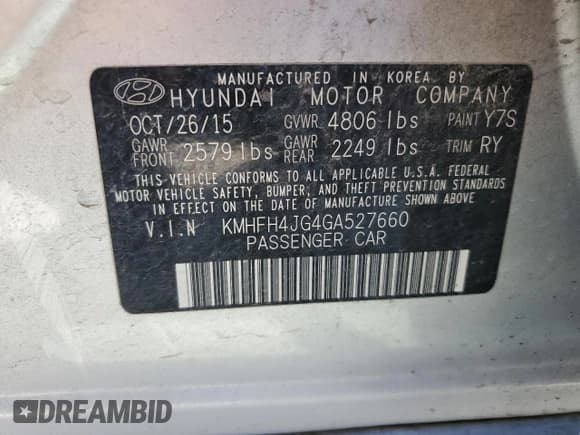 MANUFACTURED IN KOREA BY
HYUNDAI MOTOR COMPANY
OCT/26/15 GVWR 4806 lbs PAINT Y7S
GAWR FRONT 2579 lbs GAWR REAR 2249 lbs TRIM RY
THIS VEHICLE CONFORMS TO ALL APPLICABLE U.S.A. FEDERAL
MOTOR VEHICLE SAFETY, BUMPER, AND THEFT PREVENTION
STANDARDS IN EFFECT ON THE DATE OF MANUFACTURE SHOWN ABOVE.
V.I.N KMHFH4JG4GA527660
PASSENGER CAR
DREAMBID